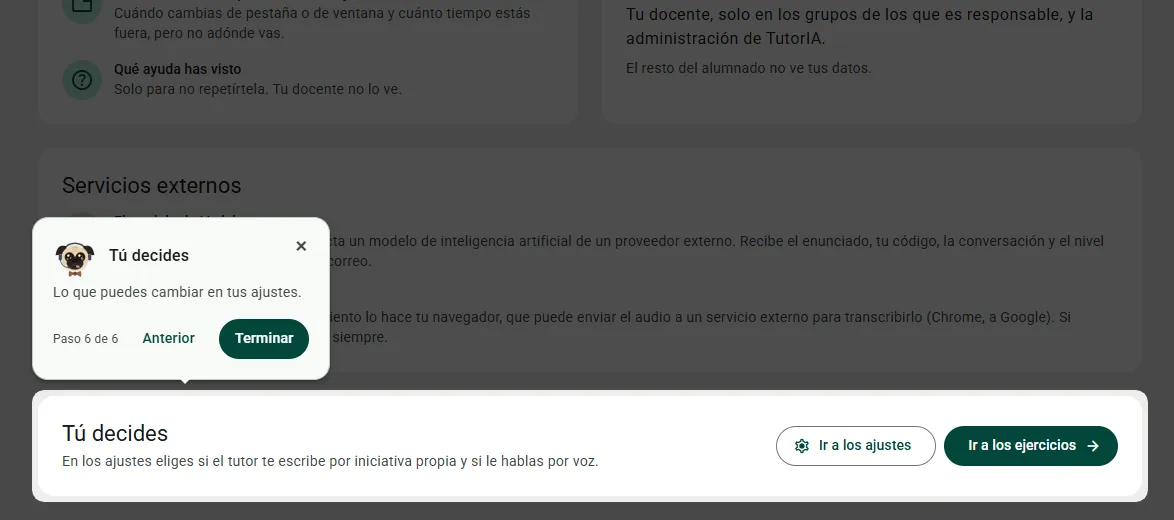 Cuándo cambias de pestaña o de ventana y cuánto tiempo estás
fuera, pero no adónde vas.
Qué ayuda has visto
Solo para no repetírtela. Tu docente no lo ve.
Tu docente, solo en los grupos de los que es responsable, y la
administración de TutorIA.
El resto del alumnado no ve tus datos.
Servicios externos
un modelo de inteligencia artificial de un proveedor externo. Recibe el enunciado, tu código, la conversación y el nivel
correo.
Tú decides
Lo que puedes cambiar en tus ajustes.
Paso 6 de 6
Anterior
Terminar
lo hace tu navegador, que puede enviar el audio a un servicio externo para transcribirlo (Chrome, a Google). Si
siempre.
Tú decides
En los ajustes eliges si el tutor te escribe por iniciativa propia y si le hablas por voz.
Ir a los ajustes
Ir a los ejercicios